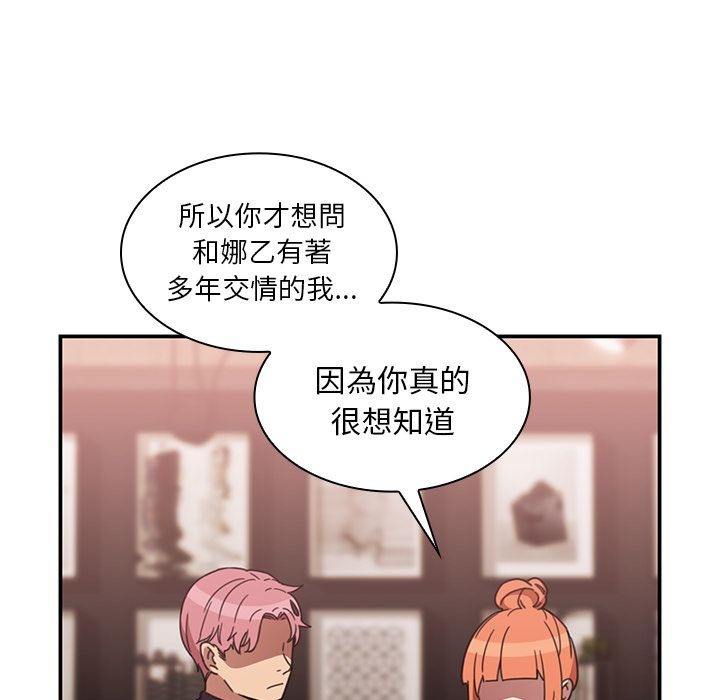 所以你才想問
和娜乙有著
多年交情的我...
因為你真的
很想知道